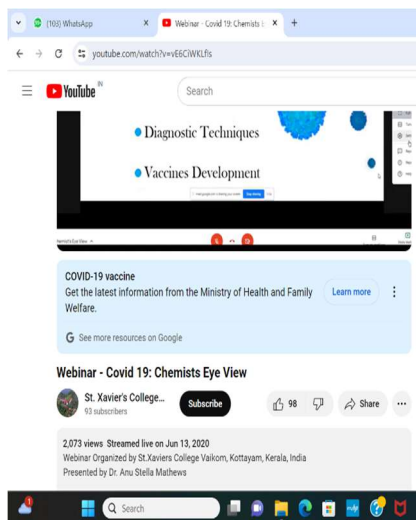 (103) WhatsApp
Webinar - Covid 19: Chemists E
youtube.com/watch?v=vE6CiWKLfls
YouTube IN
Search
Diagnostic Techniques
Vaccines Development
COVID-19 vaccine
Get the latest information from the Ministry of Health and Family
Welfare.
Learn more
See more resources on Google
Webinar - Covid 19: Chemists Eye View
St. Xavier's College...
93 subscribers
Subscribe
98
Share
2,073 views Streamed live on Jun 13, 2020
Webinar Organized by St.Xaviers College Vaikom, Kottayam, Kerala, India
Presented by Dr. Anu Stella Mathews
Search